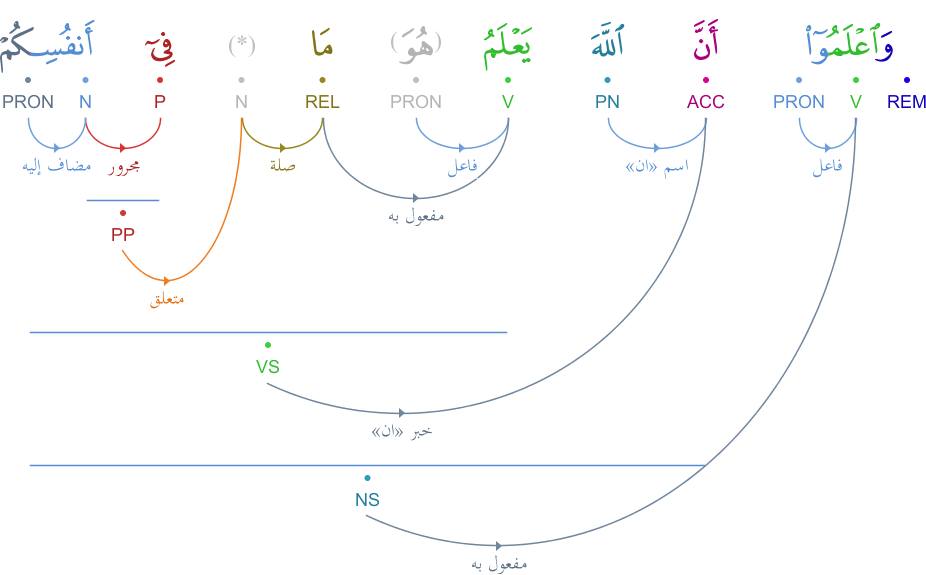 وَٱعْلَمُوٓا۟ أَنَّ ٱللَّهَ يَعْلَمُ (هُوَ) مَا (*) فِىٓ أَنفُسِكُمْ
REM V PRON ACC PN V PRON REL N P N PRON
فاعل اسم «ان» فاعل صلة مجرور مضاف إليه
مفعول به
PP
متعلق
VS
خبر «ان»
NS
مفعول به